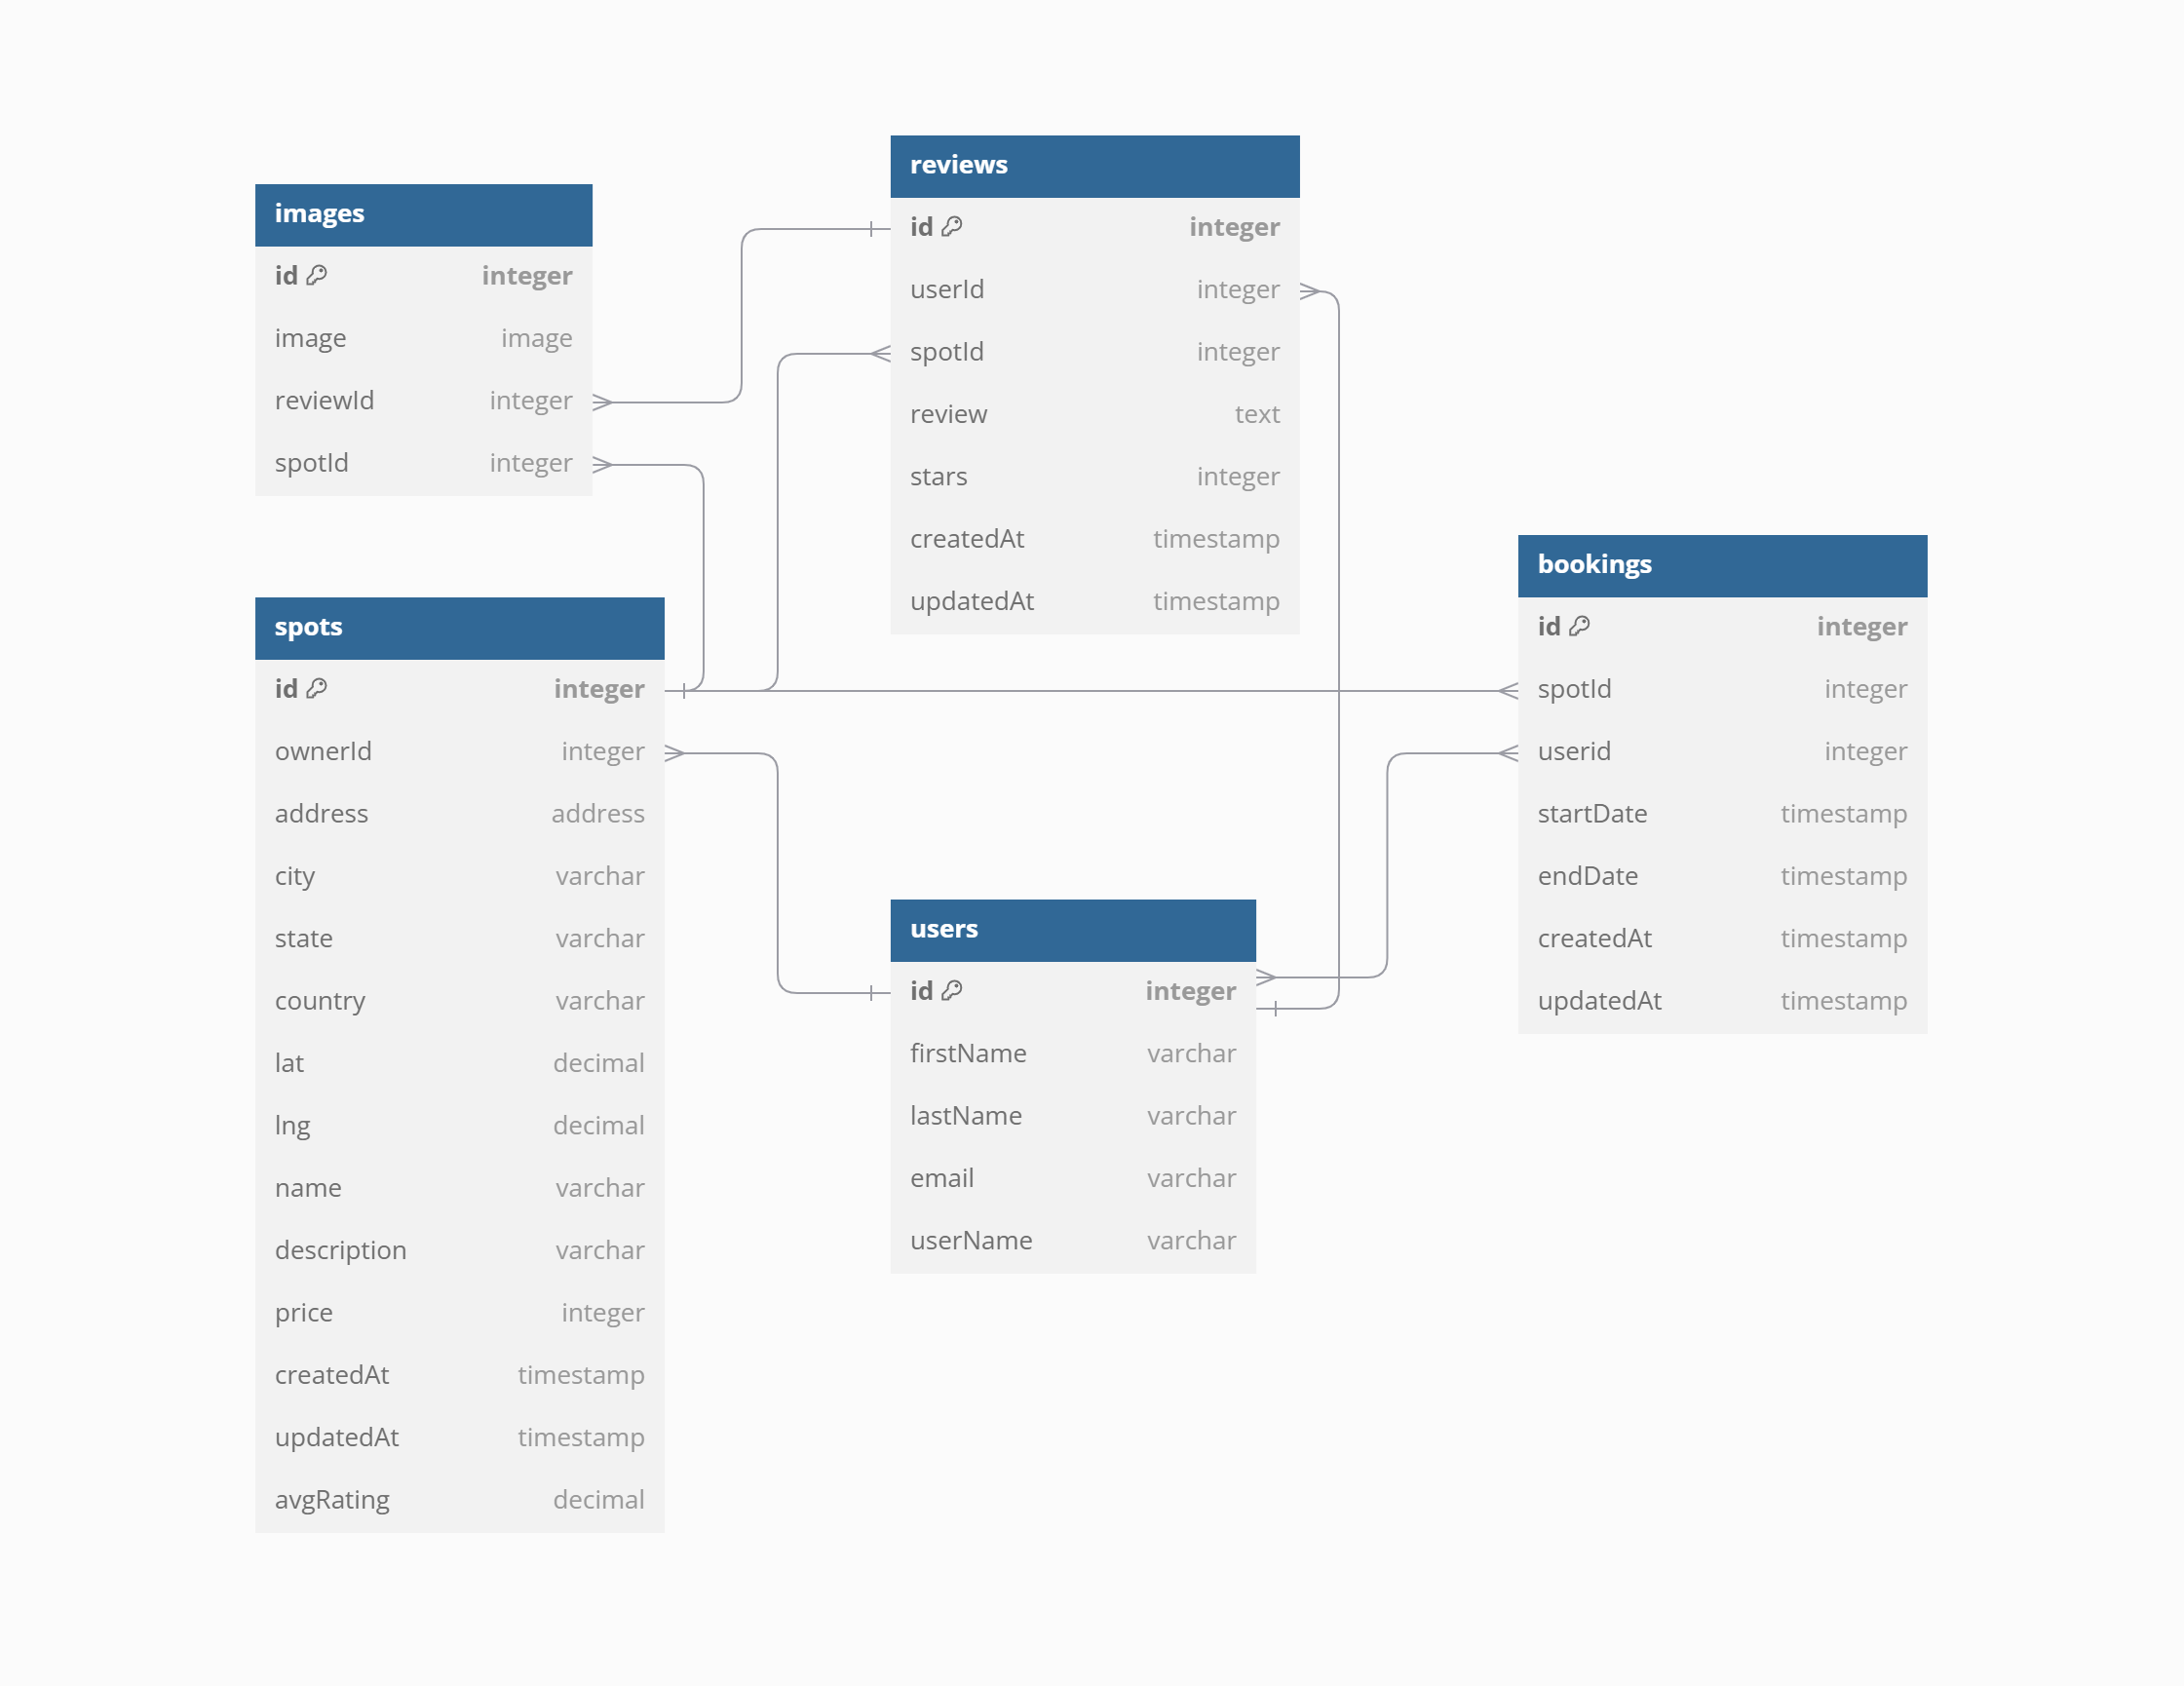 images
id integer
image image
reviewId integer
spotId integer
reviews
id integer
userId integer
spotId integer
review text
stars integer
createdAt timestamp
updatedAt timestamp
spots
id integer
ownerId integer
address address
city varchar
state varchar
country varchar
lat decimal
lng decimal
name varchar
description varchar
price integer
createdAt timestamp
updatedAt timestamp
avgRating decimal
users
id integer
firstName varchar
lastName varchar
email varchar
userName varchar
bookings
id integer
spotId integer
userid integer
startDate timestamp
endDate timestamp
createdAt timestamp
updatedAt timestamp